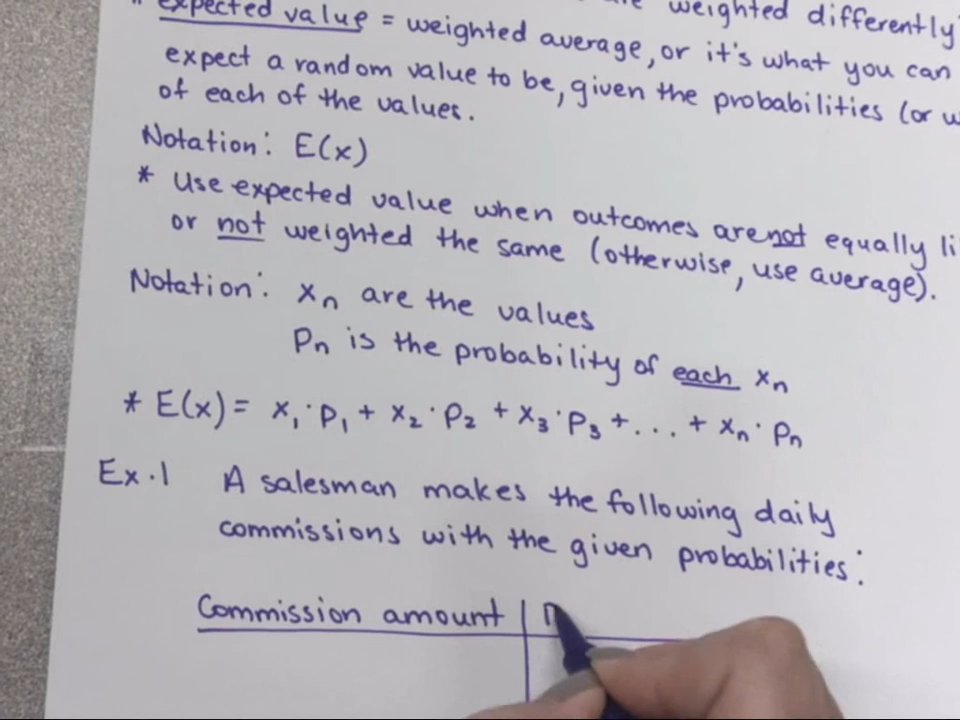 * expected value = weighted average, or it's what you can
weighted differently
expect a random value to be, given the probabilities (or
of each of the values.
Notation: E(x)
* Use expected value when outcomes are not equally
or not weighted the same (otherwise, use average).
Notation: xn are the values
Pn is the probability of each xn
* E(x) = x₁·P₁ + x₂·P₂ + x₃·P₃ + ... + xn·Pn
Ex.1 A salesman makes the following daily
commissions with the given probabilities:
Commission amount